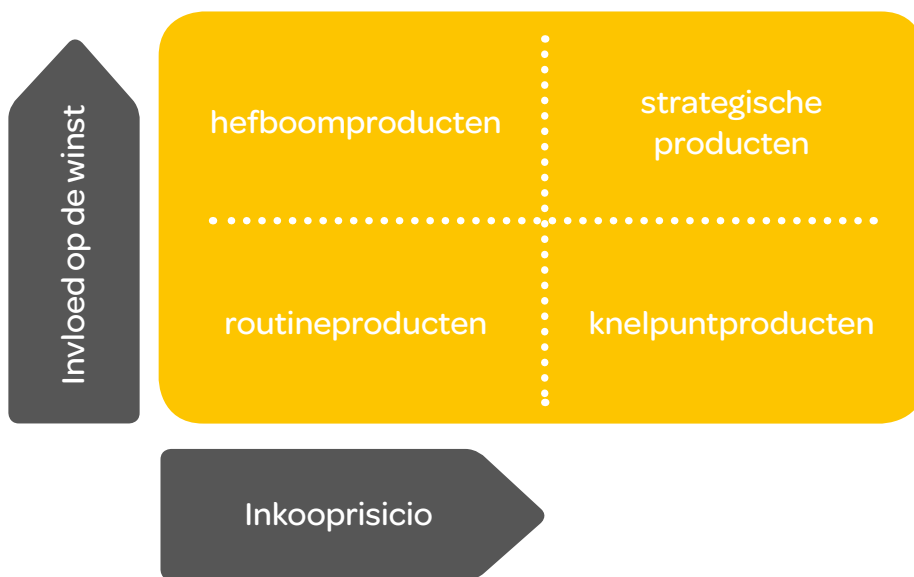 Invloed op de winst
hefboomproducten
strategische
producten
routineproducten
knelpuntproducten
Inkooprisicio